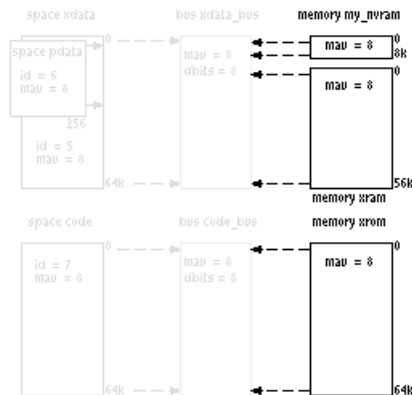 space xdata bus xdata_bus memory my_nvram
0 0
space pdata mau = 8 mau = 8 8k
id = 6 dbits = 8 0
mau = 8 mau = 8
256
id = 5
mau = 8
64k 56k
memory xram
space code bus code_bus memory xrom
0 0
id = 7 mau = 8 mau = 8
mau = 8 dbits = 8
64k 64k